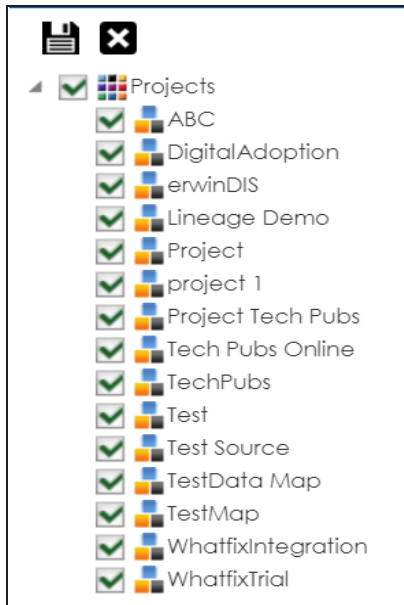 Projects
ABC
DigitalAdoption
erwinDIS
Lineage Demo
Project
project 1
Project Tech Pubs
Tech Pubs Online
TechPubs
Test
Test Source
TestData Map
TestMap
WhatfixIntegration
WhatfixTrial